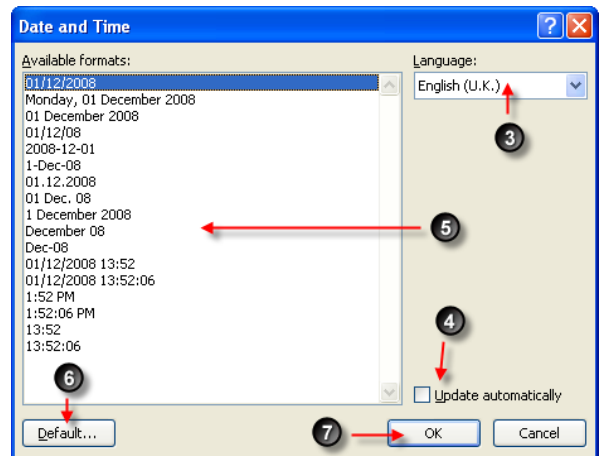 Date and Time
Available formats:
Language:
01/12/2008
Monday, 01 December 2008
01 December 2008
01/12/08
2008-12-01
1-Dec-08
01.12.2008
01 Dec. 08
1 December 2008
December 08
Dec-08
01/12/2008 13:52
01/12/2008 13:52:06
1:52 PM
1:52:06 PM
13:52
13:52:06
English (U.K.)
3
5
4
6
Update automatically
Default...
7
OK
Cancel